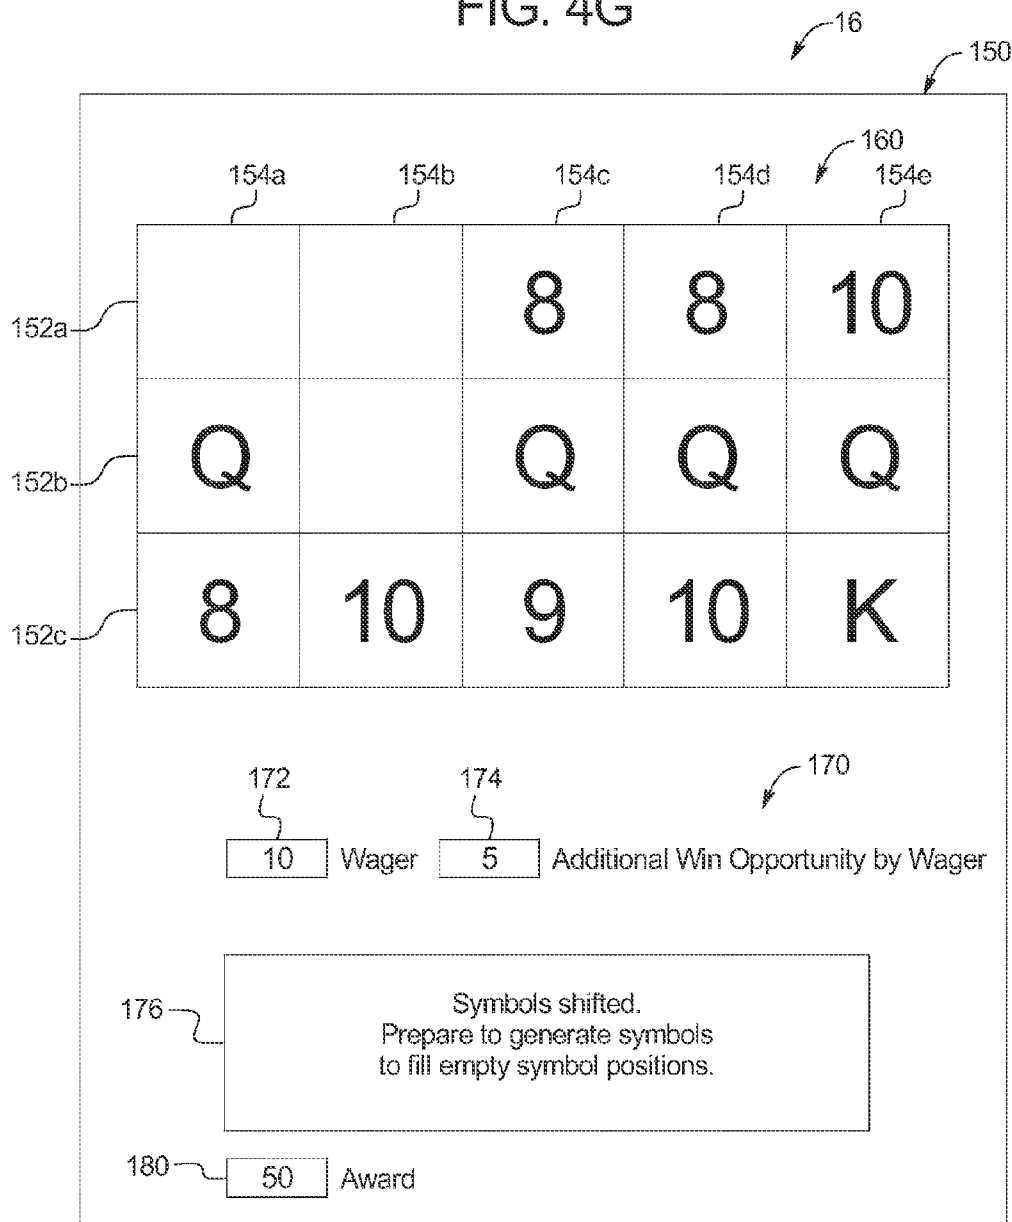 FIG. 4G
16
150
160
154a 154b 154c 154d 154e
152a 8 8 10
152b Q Q Q Q
152c 8 10 9 10 K
172 174 170
10 Wager 5 Additional Win Opportunity by Wager
176
Symbols shifted.
Prepare to generate symbols
to fill empty symbol positions.
180 50 Award